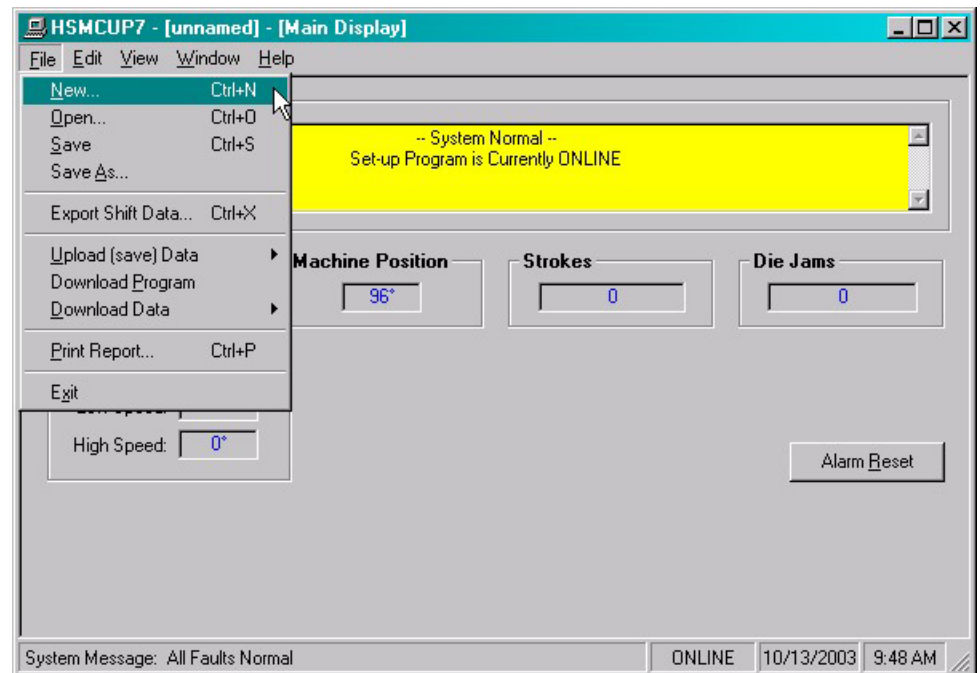 HSMCUP7 - [unnamed] - [Main Display]
File Edit View Window Help
New... Ctrl+N
Open... Ctrl+O
Save Ctrl+S
Save As...
Export Shift Data... Ctrl+X
Upload (save) Data
Download Program
Download Data
Print Report... Ctrl+P
Exit
-- System Normal --
Set-up Program is Currently ONLINE
Machine Position Strokes Die Jams
96° 0 0
High Speed: 0°
Alarm Reset
System Message: All Faults Normal ONLINE 10/13/2003 9:48 AM